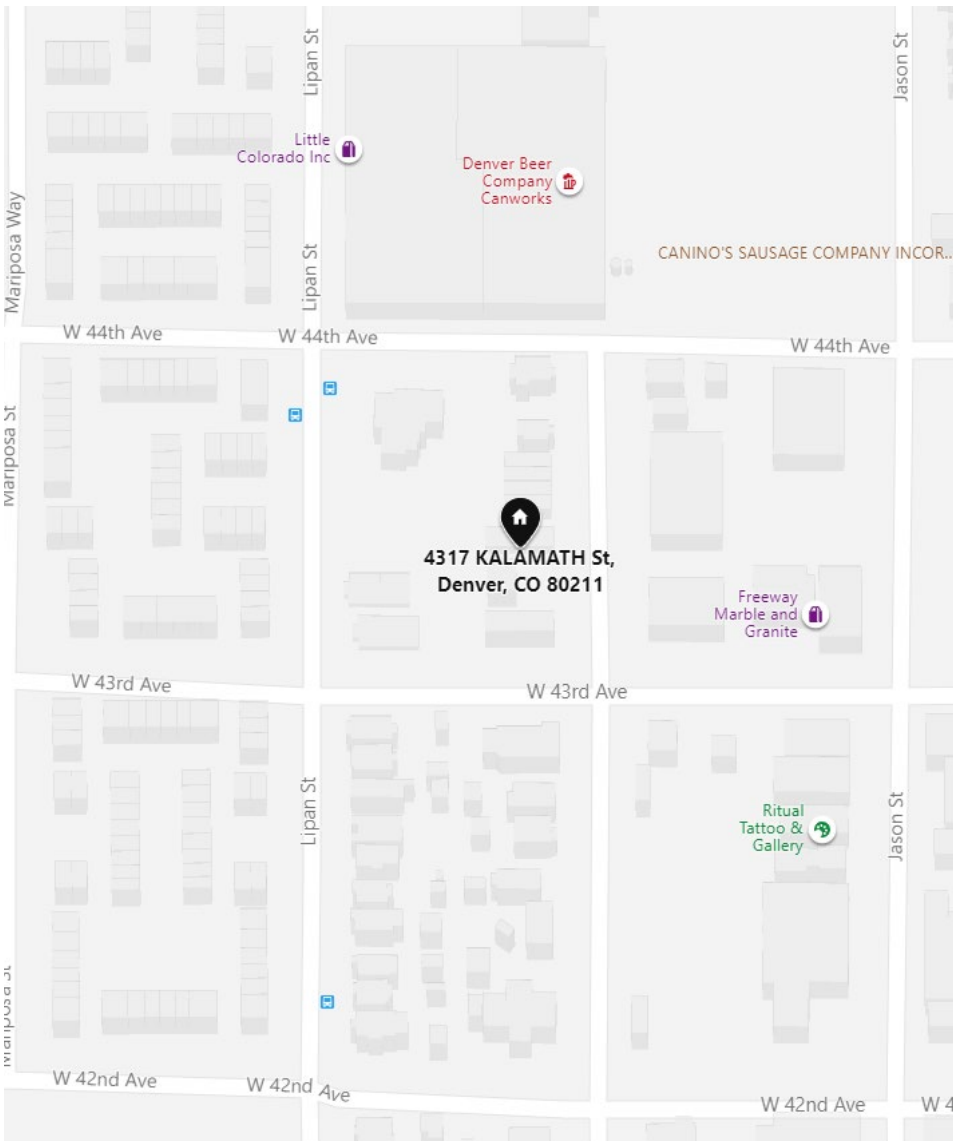 Lipan St
Jason St
Little
Colorado Inc
Denver Beer
Company
Canworks
Mariposa Way
Lipan St
CANINO'S SAUSAGE COMPANY INCOR...
W 44th Ave
W 44th Ave
W 44th Ave
Mariposa St
4317 KALAMATH St,
Denver, CO 80211
Freeway
Marble and
Granite
W 43rd Ave
W 43rd Ave
Lipan St
Jason St
Ritual
Tattoo &
Gallery
Mariposa St
W 42nd Ave
W 42nd Ave
W 42nd Ave
W 4